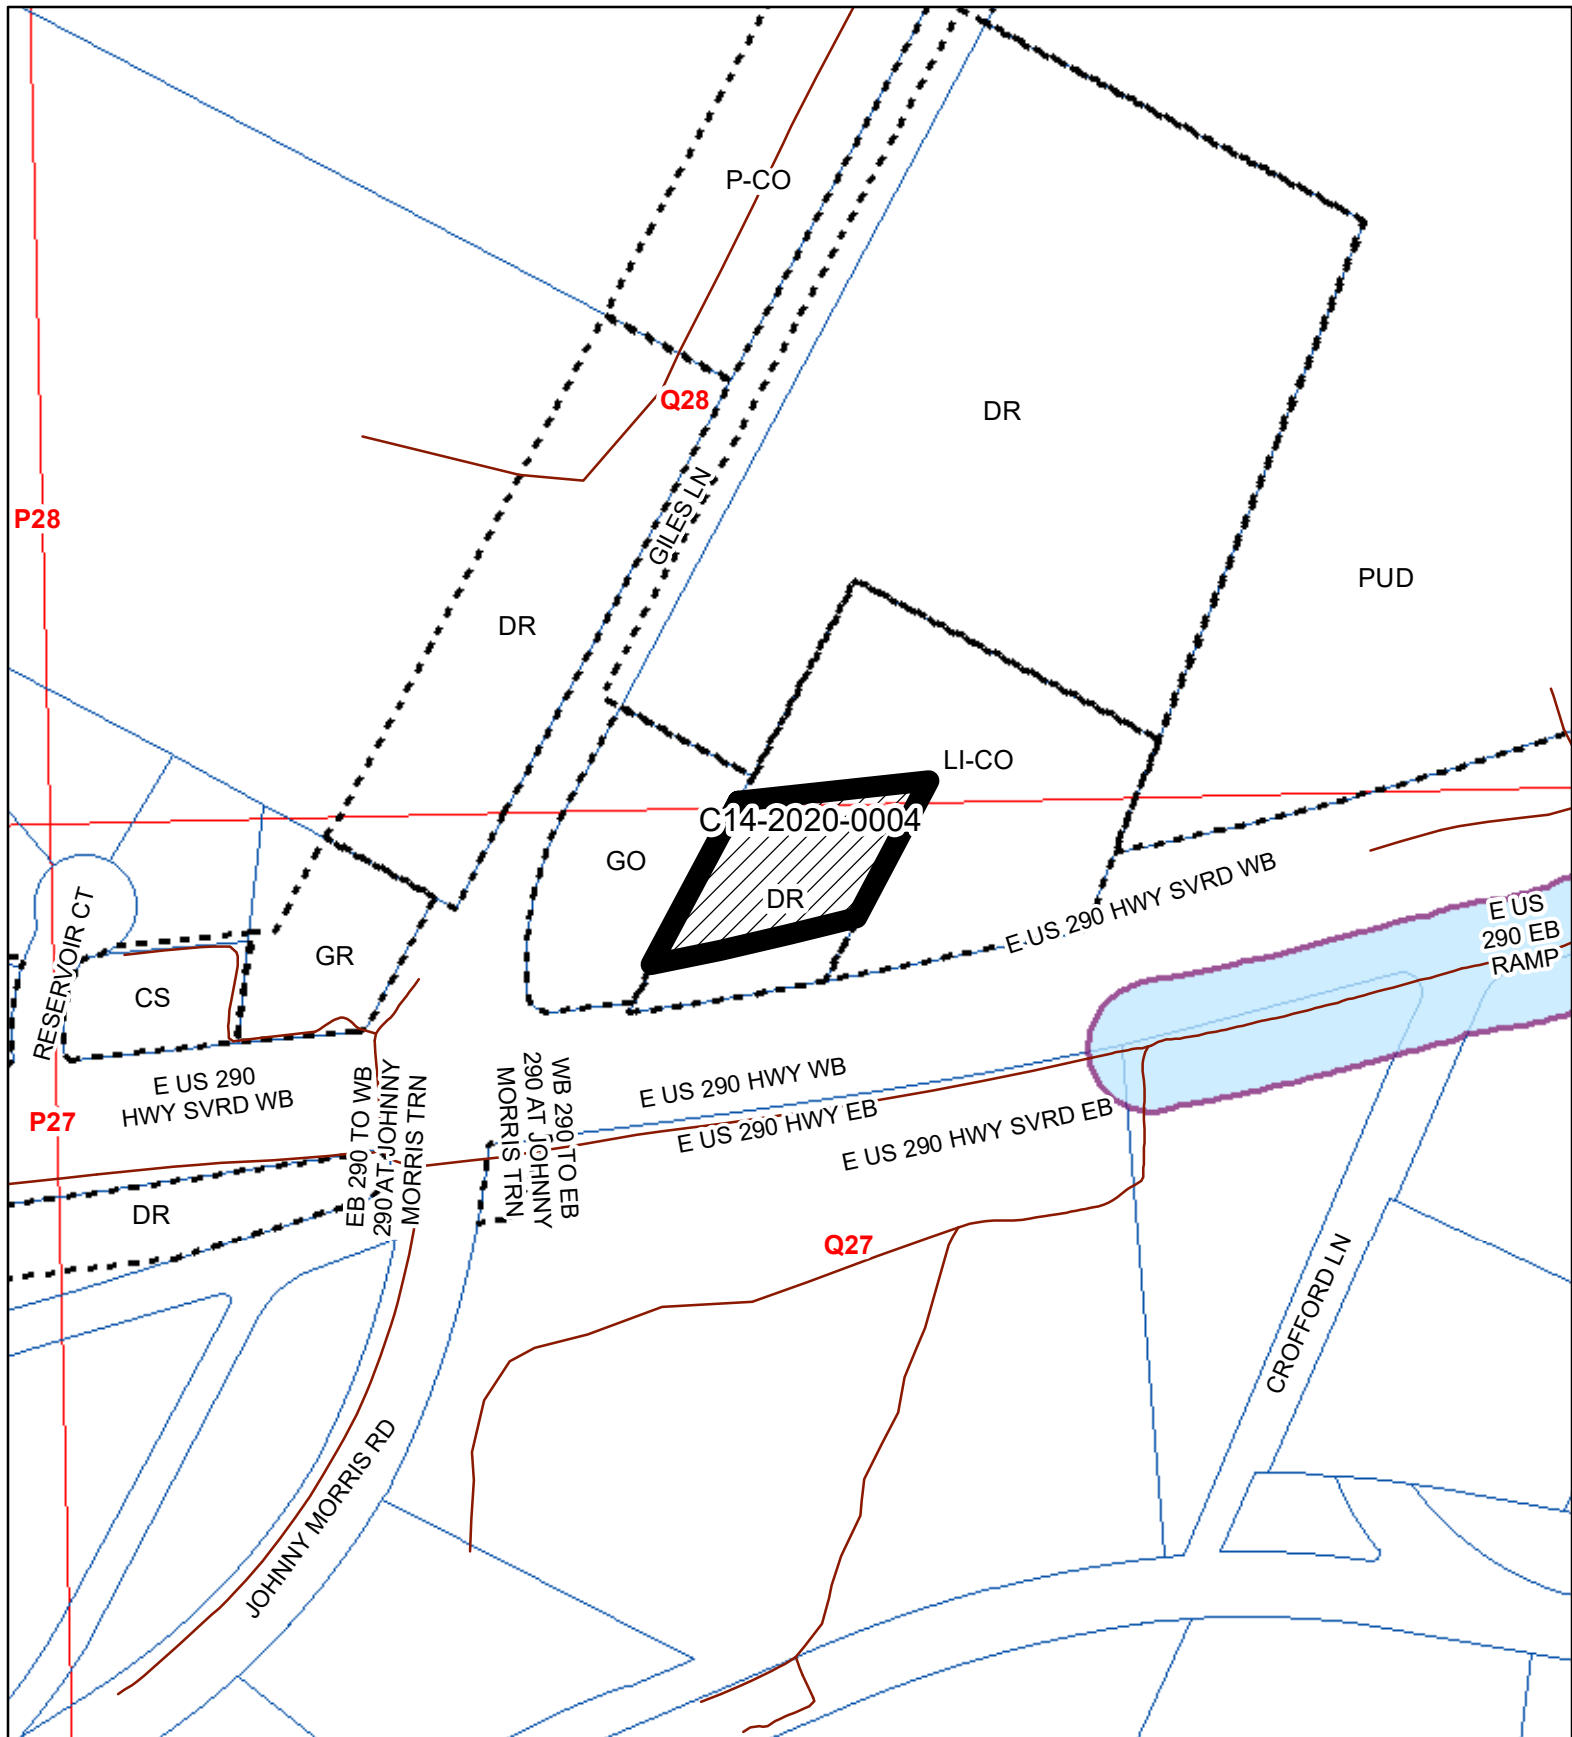 P-CO
Q28
DR
P28
GILES LN
PUD
DR
LI-CO
C14-2020-0004
GO
DR
E US 290 HWY SVRD WB
E US
290 EB
RAMP
RESERVOIR CT
GR
CS
E US 290
HWY SVRD WB
P27
EB 290 TO WB
290 AT JOHNNY
MORRIS TRN
WB 290 TO EB
290 AT JOHNNY
MORRIS TRN
E US 290 HWY WB
E US 290 HWY EB
E US 290 HWY SVRD EB
DR
Q27
CROFFORD LN
JOHNNY MORRIS RD